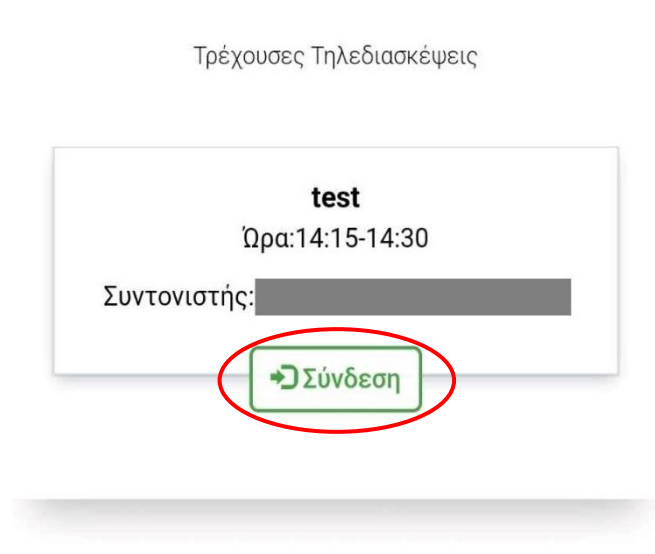 Τρέχουσες Τηλεδιασκέψεις
test
Ώρα:14:15-14:30
Συντονιστής:
Σύνδεση